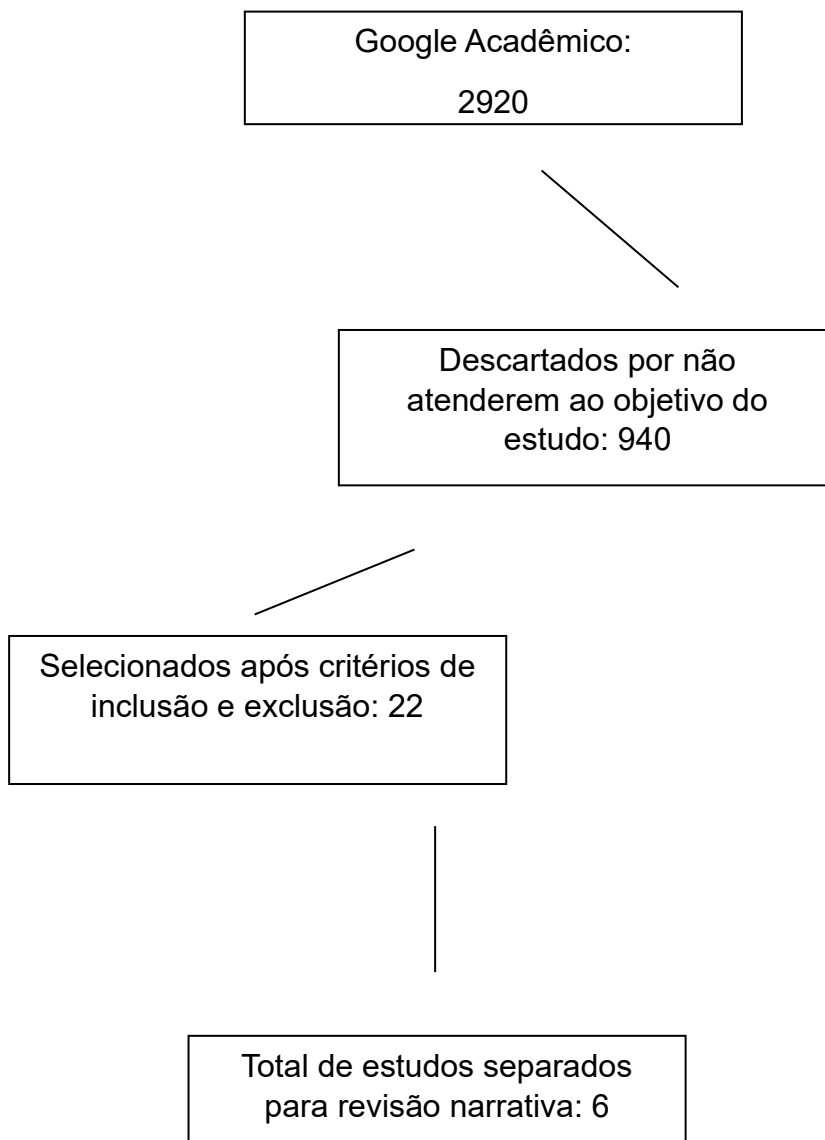 Google Acadêmico:
2920
Descartados por não
atenderem ao objetivo do
estudo: 940
Selecionados após critérios de
inclusão e exclusão: 22
Total de estudos separados
para revisão narrativa: 6